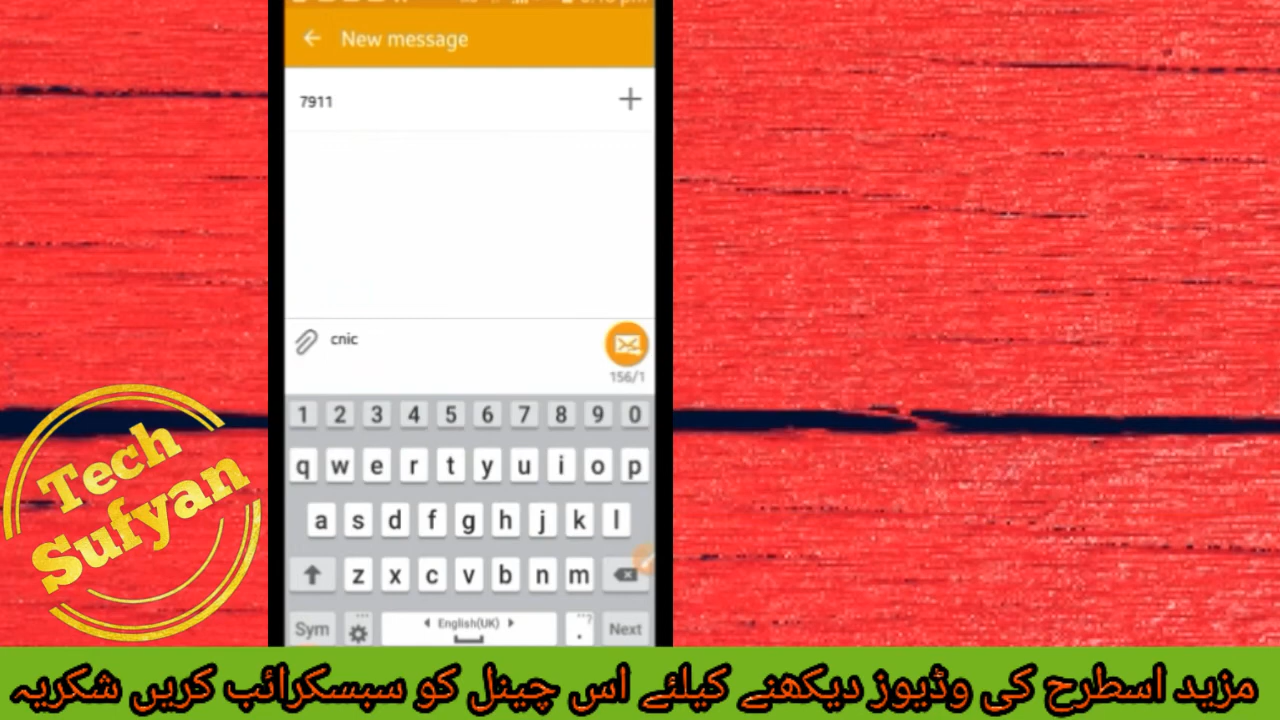 New message
7911
cnic
156/1
1 2 3 4 5 6 7 8 9 0
q w e r t y u i o p
a s d f g h j k l
z x c v b n m
Sym English(UK) . Next
Tech
Sufyan
مزید اسطرح کی وڈیوز دیکھنے کیلئے اس چینل کو سبسکرائب کریں شکریہ